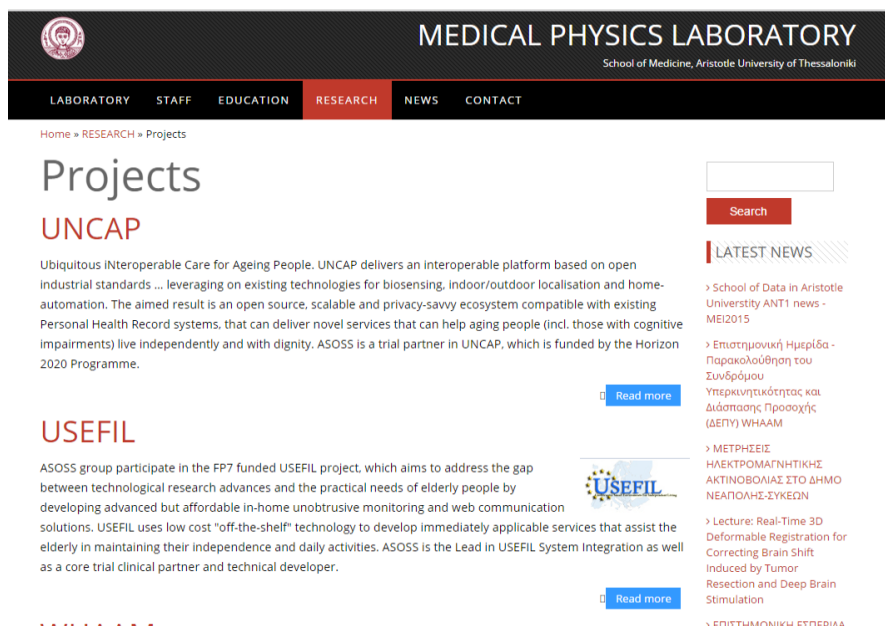 MEDICAL PHYSICS LABORATORY
School of Medicine, Aristotle University of Thessaloniki
LABORATORY STAFF EDUCATION RESEARCH NEWS CONTACT
Home » RESEARCH » Projects
Projects
UNCAP
Ubiquitous iNteroperable Care for Ageing People. UNCAP delivers an interoperable platform based on open
industrial standards ... leveraging on existing technologies for biosensing, indoor/outdoor localisation and home-
automation. The aimed result is an open source, scalable and privacy-savvy ecosystem compatible with existing
Personal Health Record systems, that can deliver novel services that can help aging people (incl. those with cognitive
impairments) live independently and with dignity. ASOSS is a trial partner in UNCAP, which is funded by the Horizon
2020 Programme.
Read more
USEFIL
ASOSS group participate in the FP7 funded USEFIL project, which aims to address the gap
between technological research advances and the practical needs of elderly people by
developing advanced but affordable in-home unobtrusive monitoring and web communication
solutions. USEFIL uses low cost "off-the-shelf" technology to develop immediately applicable services that assist the
elderly in maintaining their independence and daily activities. ASOSS is the Lead in USEFIL System Integration as well
as a core trial clinical partner and technical developer.
USEFIL
Read more
Search
LATEST NEWS
› School of Data in Aristotle
Universtity ANT1 news -
MEI2015
› Επιστημονική Ημερίδα -
Παρακολούθηση του
Συνδρόμου
Υπερκινητικότητας και
Διάσπασης Προσοχής
(ΔΕΠΥ) WHAAM
› ΜΕΤΡΗΣΕΙΣ
ΗΛΕΚΤΡΟΜΑΓΝΗΤΙΚΗΣ
ΑΚΤΙΝΟΒΟΛΙΑΣ ΣΤΟ ΔΗΜΟ
ΝΕΑΠΟΛΗΣ-ΣΥΚΕΩΝ
› Lecture: Real-Time 3D
Deformable Registration for
Correcting Brain Shift
Induced by Tumor
Resection and Deep Brain
Stimulation
› ΕΠΙΣΤΗΜΟΝΙΚΗ ΕΣΠΕΡΙΔΑ